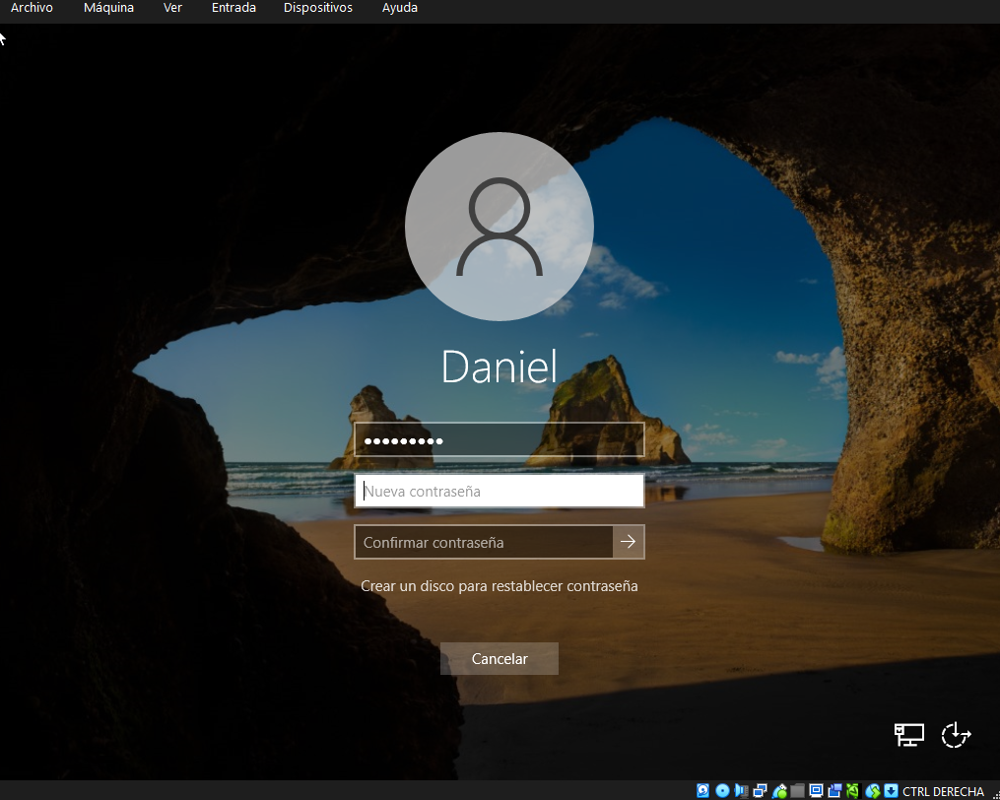 Archivo Máquina Ver Entrada Dispositivos Ayuda
Daniel
Nueva contraseña
Confirmar contraseña
Crear un disco para restablecer contraseña
Cancelar
CTRL DERECHA